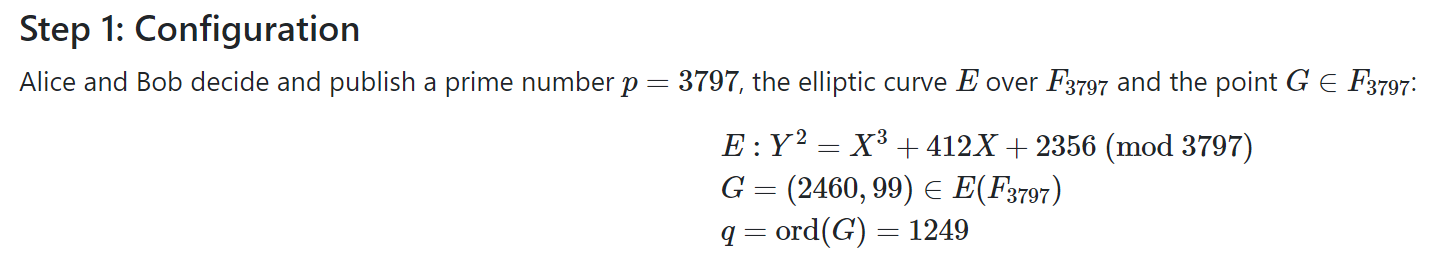 Step 1: Configuration
Alice and Bob decide and publish a prime number p = 3797, the elliptic curve E over F₃₇₉₇ and the point G ∈ F₃₇₉₇:
E : Y² = X³ + 412X + 2356 (mod 3797)
G = (2460, 99) ∈ E(F₃₇₉₇)
q = ord(G) = 1249